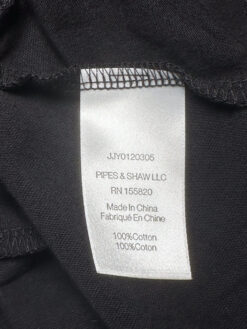 JJY0120305
PIPES & SHAW LLC
RN 155820
Made In China
Fabriqué En Chine
100%Cotton
100%Coton